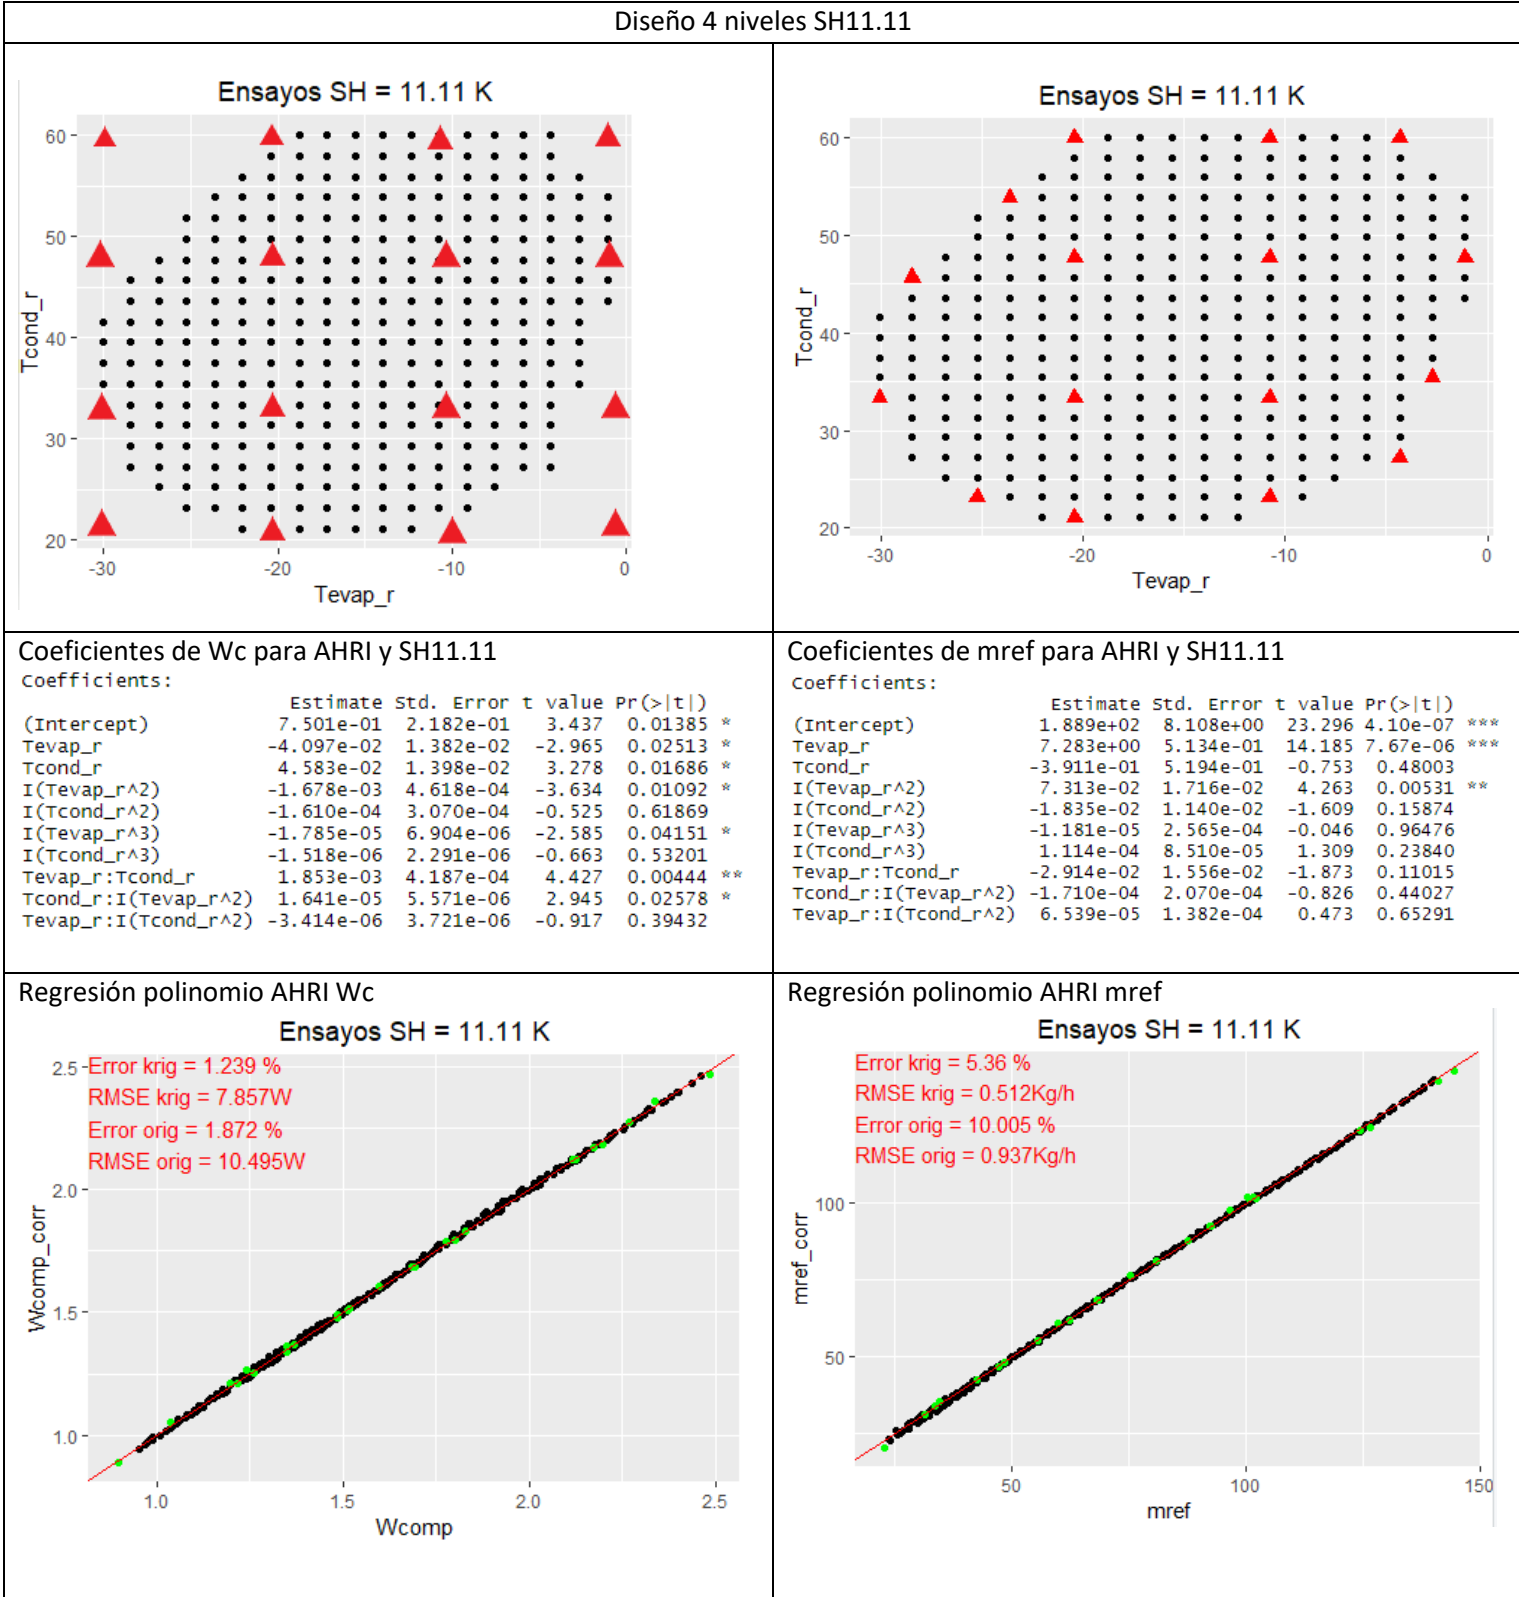 Diseño 4 niveles SH11.11
Ensayos SH = 11.11 K
60
50
40
30
20
Tcond_r
-30
-20
-10
0
Tevap_r
Ensayos SH = 11.11 K
60
50
40
30
20
Tcond_r
-30
-20
-10
0
Tevap_r
Coeficientes de Wc para AHRI y SH11.11
Coefficients:
Estimate Std. Error t value Pr(>|t|)
(Intercept) 7.501e-01 2.182e-01 3.437 0.01385 *
Tevap_r -4.097e-02 1.382e-02 -2.965 0.02513 *
Tcond_r 4.583e-02 1.398e-02 3.278 0.01686 *
I(Tevap_r^2) -1.678e-03 4.618e-04 -3.634 0.01092 *
I(Tcond_r^2) -1.610e-04 3.070e-04 -0.525 0.61869
I(Tevap_r^3) -1.785e-05 6.904e-06 -2.585 0.04151 *
I(Tcond_r^3) -1.518e-06 2.291e-06 -0.663 0.53201
Tevap_r:Tcond_r 1.853e-03 4.187e-04 4.427 0.00444 **
Tcond_r:I(Tevap_r^2) 1.641e-05 5.571e-06 2.945 0.02578 *
Tevap_r:I(Tcond_r^2) -3.414e-06 3.721e-06 -0.917 0.39432
Coeficientes de mref para AHRI y SH11.11
Coefficients:
Estimate Std. Error t value Pr(>|t|)
(Intercept) 1.889e+02 8.108e+00 23.296 4.10e-07 ***
Tevap_r 7.283e+00 5.134e-01 14.185 7.67e-06 ***
Tcond_r -3.911e-01 5.194e-01 -0.753 0.48003
I(Tevap_r^2) 7.313e-02 1.716e-02 4.263 0.00531 **
I(Tcond_r^2) -1.835e-02 1.140e-02 -1.609 0.15874
I(Tevap_r^3) -1.181e-05 2.565e-04 -0.046 0.96476
I(Tcond_r^3) 1.114e-04 8.510e-05 1.309 0.23840
Tevap_r:Tcond_r -2.914e-02 1.556e-02 -1.873 0.11015
Tcond_r:I(Tevap_r^2) -1.710e-04 2.070e-04 -0.826 0.44027
Tevap_r:I(Tcond_r^2) 6.539e-05 1.382e-04 0.473 0.65291
Regresión polinomio AHRI Wc
Ensayos SH = 11.11 K
Error krig = 1.239 %
RMSE krig = 7.857W
Error orig = 1.872 %
RMSE orig = 10.495W
2.5
2.0
1.5
1.0
Wcomp_corr
1.0
1.5
2.0
2.5
Wcomp
Regresión polinomio AHRI mref
Ensayos SH = 11.11 K
Error krig = 5.36 %
RMSE krig = 0.512Kg/h
Error orig = 10.005 %
RMSE orig = 0.937Kg/h
100
50
mref_corr
50
100
150
mref